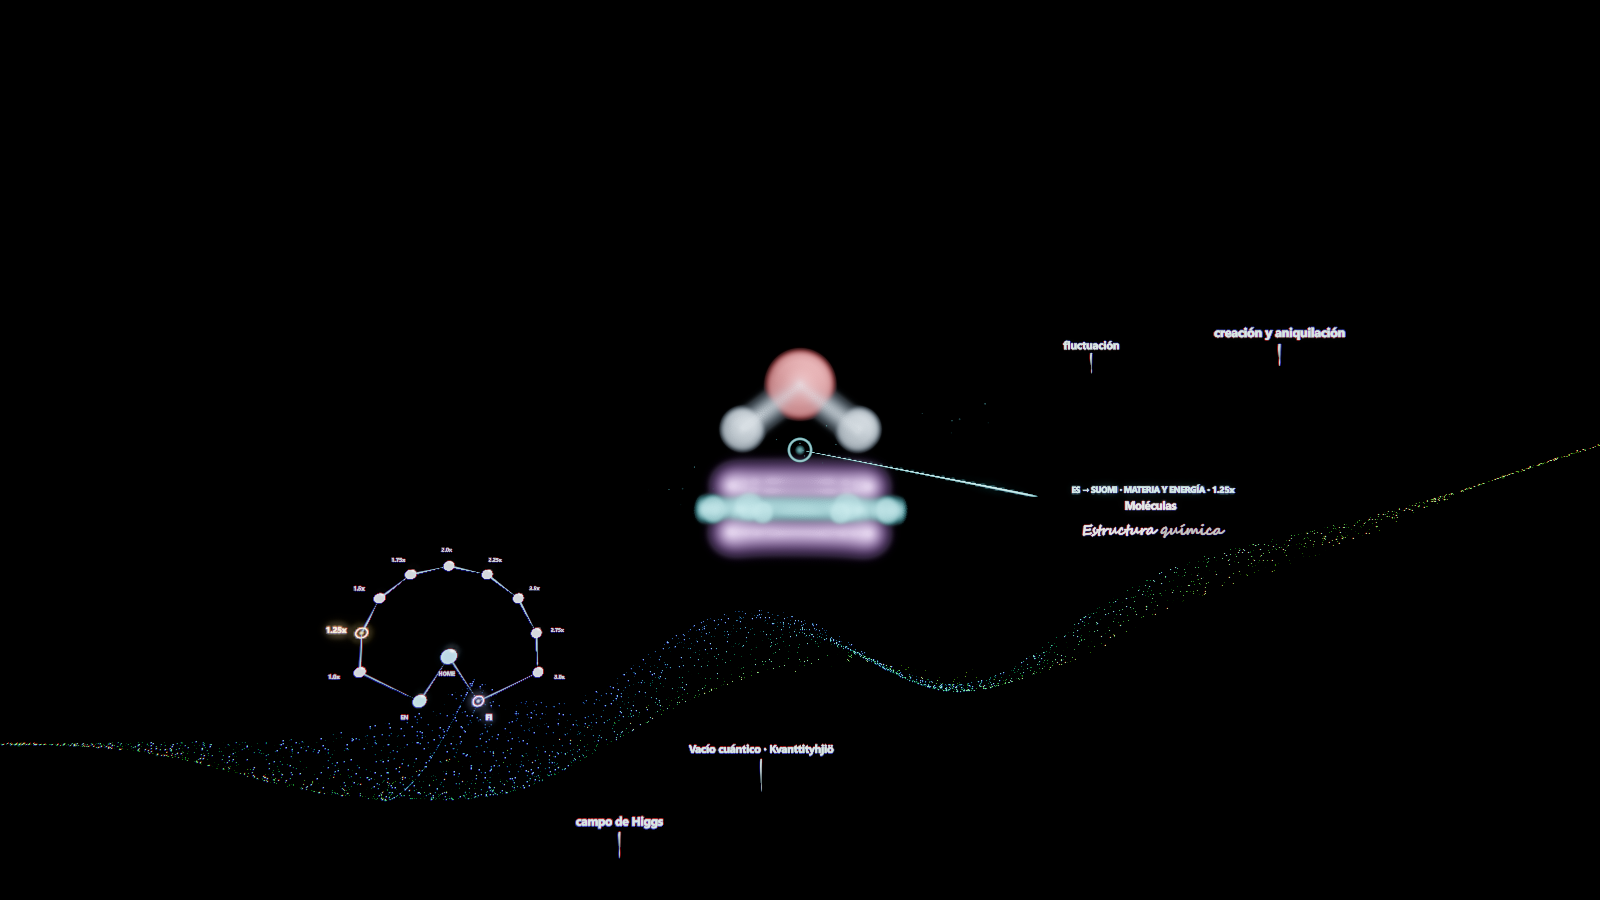 creación y aniquilación
fluctuación
ES → SUOMI · MATERIA Y ENERGÍA · 1.25x
Moléculas
Estructura química
2.0x
1.75x
2.25x
1.5x
2.5x
1.25x
2.75x
1.0x
HOME
3.0x
EN
FI
Vacío cuántico · Kvanttityhjiö
campo de Higgs